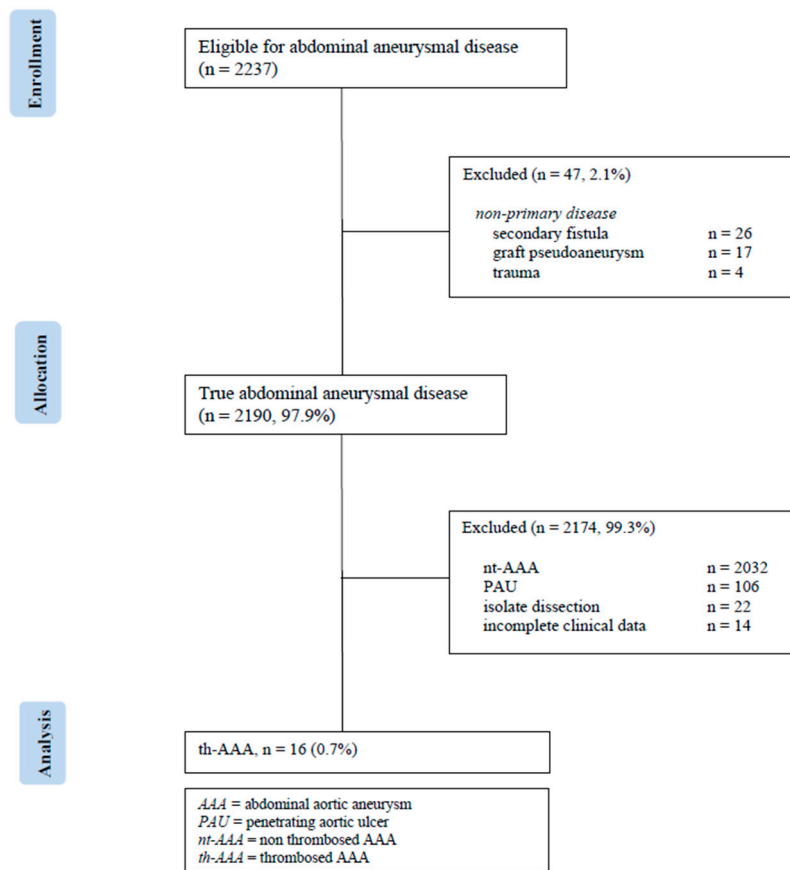 Enrollment
Eligible for abdominal aneurysmal disease
(n = 2237)
Excluded (n = 47, 2.1%)
non-primary disease
secondary fistula n = 26
graft pseudoaneurysm n = 17
trauma n = 4
Allocation
True abdominal aneurysmal disease
(n = 2190, 97.9%)
Excluded (n = 2174, 99.3%)
nt-AAA n = 2032
PAU n = 106
isolate dissection n = 22
incomplete clinical data n = 14
Analysis
th-AAA, n = 16 (0.7%)
AAA = abdominal aortic aneurysm
PAU = penetrating aortic ulcer
nt-AAA = non thrombosed AAA
th-AAA = thrombosed AAA